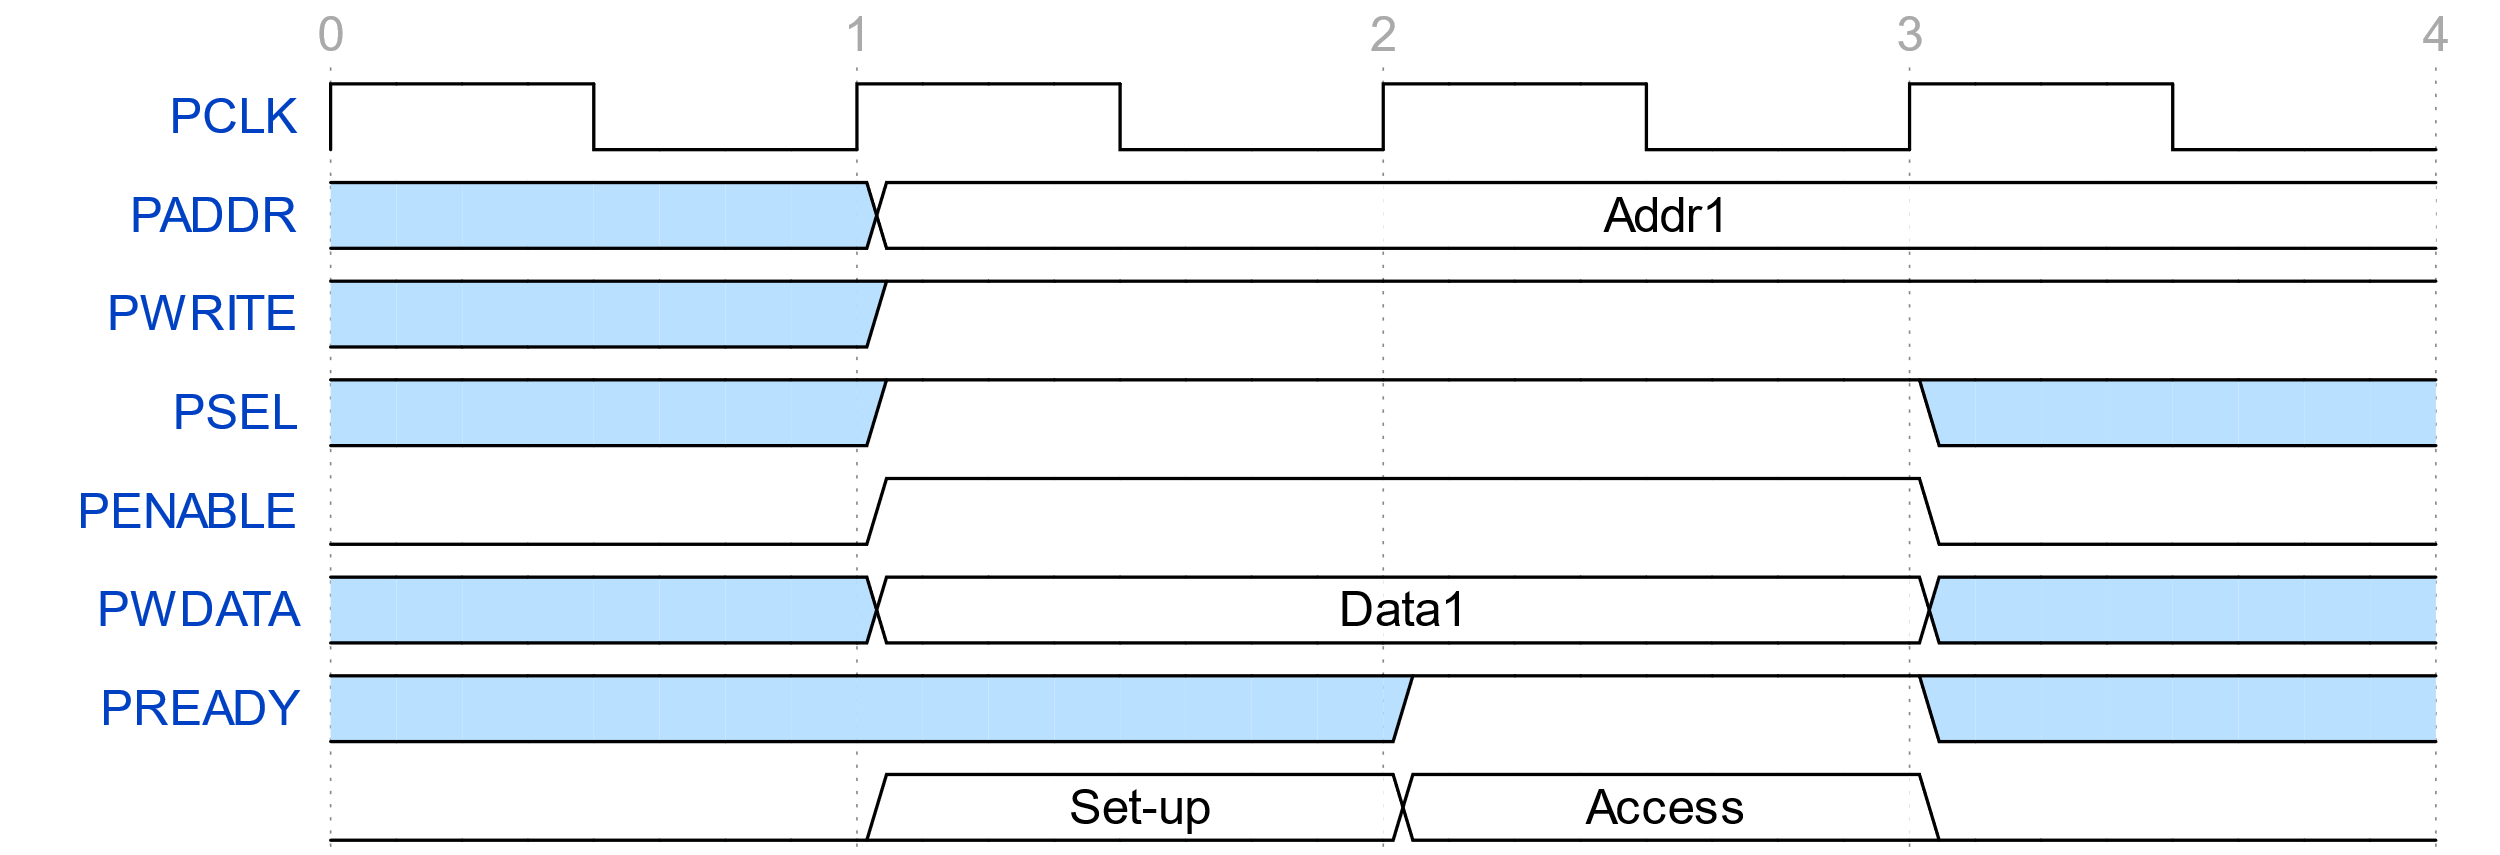 0 1 2 3 4
PCLK
PADDR Addr1
PWRITE
PSEL
PENABLE
PWDATA Data1
PREADY
Set-up Access